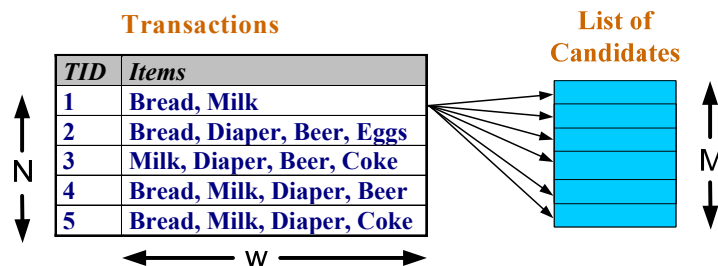 Transactions
List of
Candidates
TID Items
1 Bread, Milk
2 Bread, Diaper, Beer, Eggs
3 Milk, Diaper, Beer, Coke
4 Bread, Milk, Diaper, Beer
5 Bread, Milk, Diaper, Coke
N
M
w